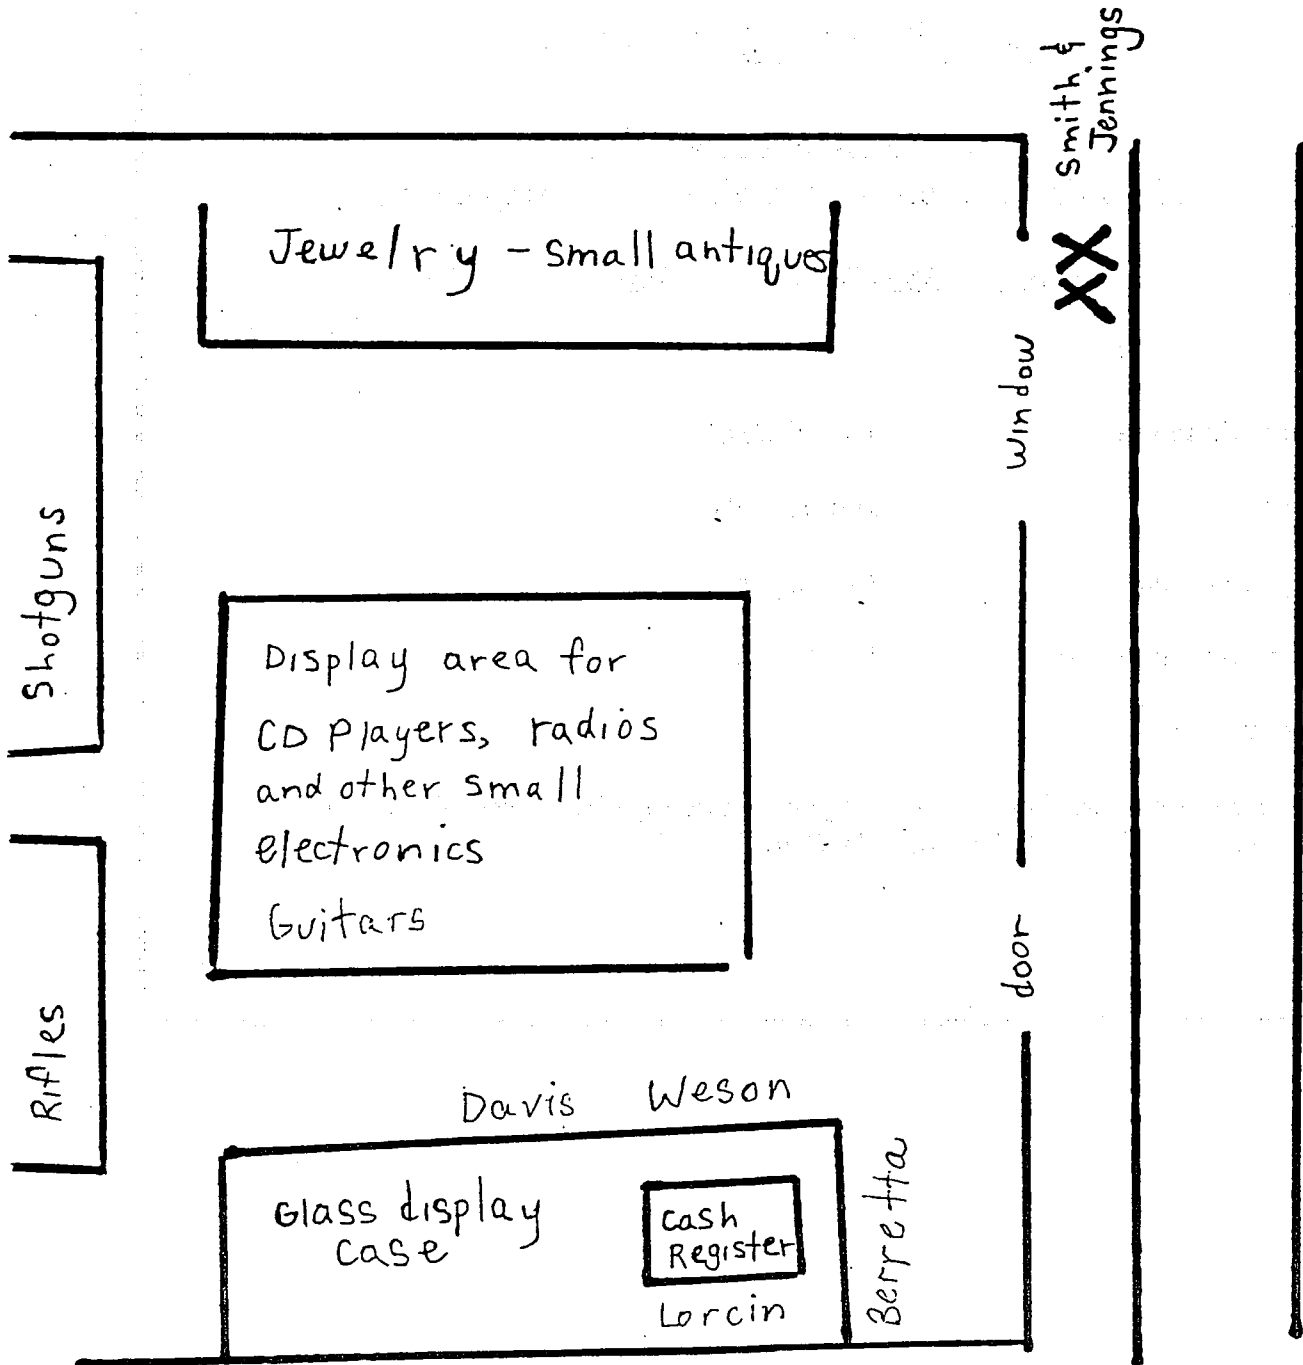 Smith &
Jennings
Jewelry - small antiques
XX
Window
Shotguns
Display area for
CD Players, radios
and other small
electronics
Guitars
door
Rifles
Davis Weson
Glass display
case
Cash
Register
Berretta
Lorcin